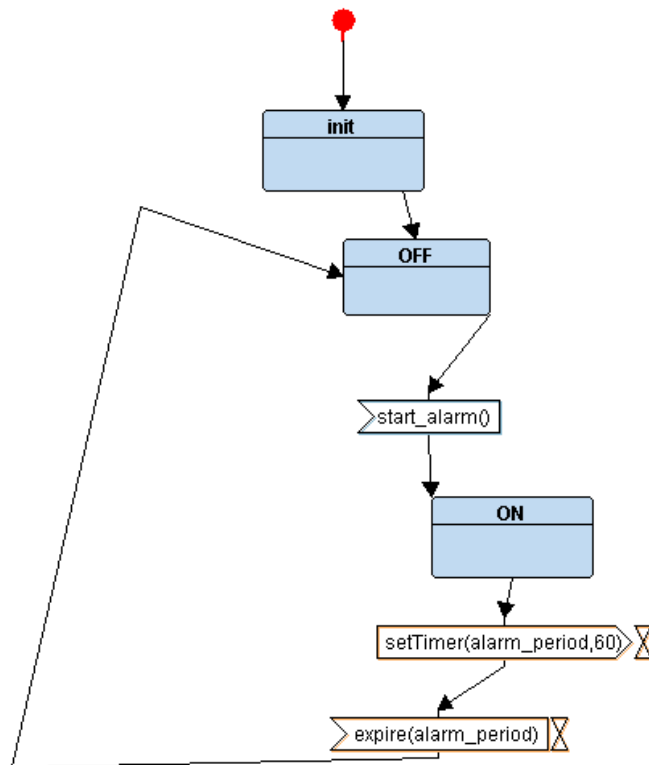 init
OFF
start_alarm()
ON
setTimer(alarm_period,60)
expire(alarm_period)